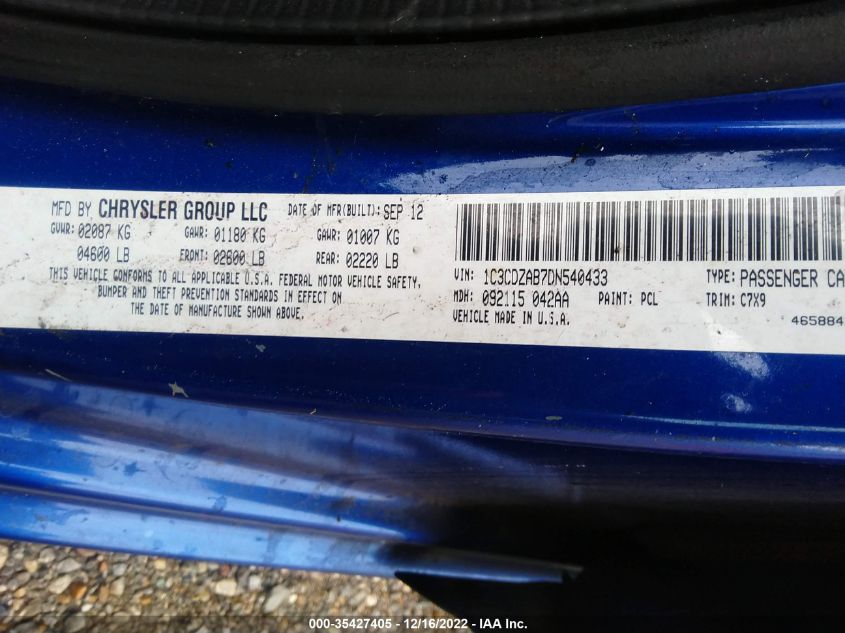 MFD BY CHRYSLER GROUP LLC DATE OF MFR(BUILT): SEP 12
GVWR: 02087 KG GAWR: 01180 KG GAWR: 01007 KG
04600 LB FRONT: 02600 LB REAR: 02220 LB
THIS VEHICLE CONFORMS TO ALL APPLICABLE U.S.A. FEDERAL MOTOR VEHICLE SAFETY,
BUMPER AND THEFT PREVENTION STANDARDS IN EFFECT ON
THE DATE OF MANUFACTURE SHOWN ABOVE.
VIN: 1C3CDZAB7DN540433 TYPE: PASSENGER CA
MDH: 092115 042AA PAINT: PCL TRIM: C7X9
VEHICLE MADE IN U.S.A. 465884
000-35427405 - 12/16/2022 - IAA Inc.